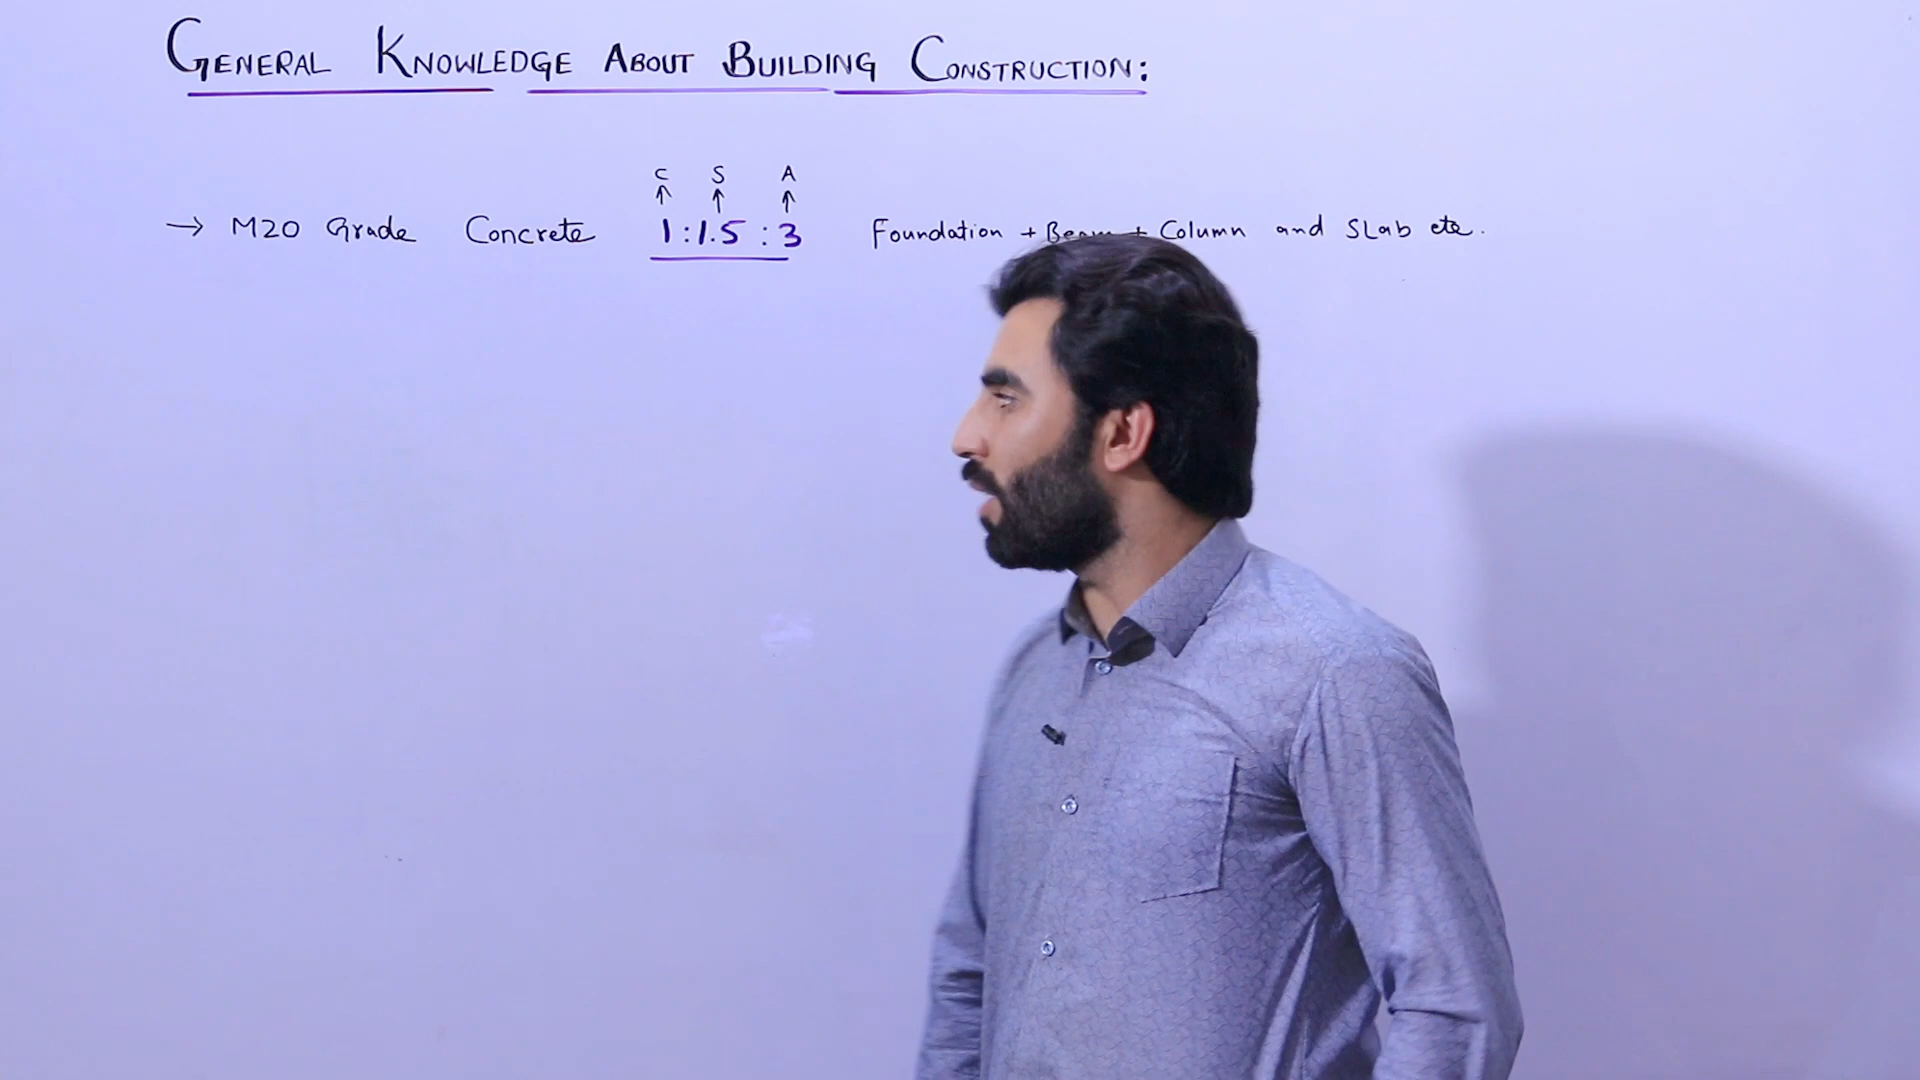 GENERAL KNOWLEDGE ABOUT BUILDING CONSTRUCTION:
C S A
↑ ↑ ↑
→ M20 Grade Concrete 1:1.5:3 Foundation + Beam + Column and SLab etc.